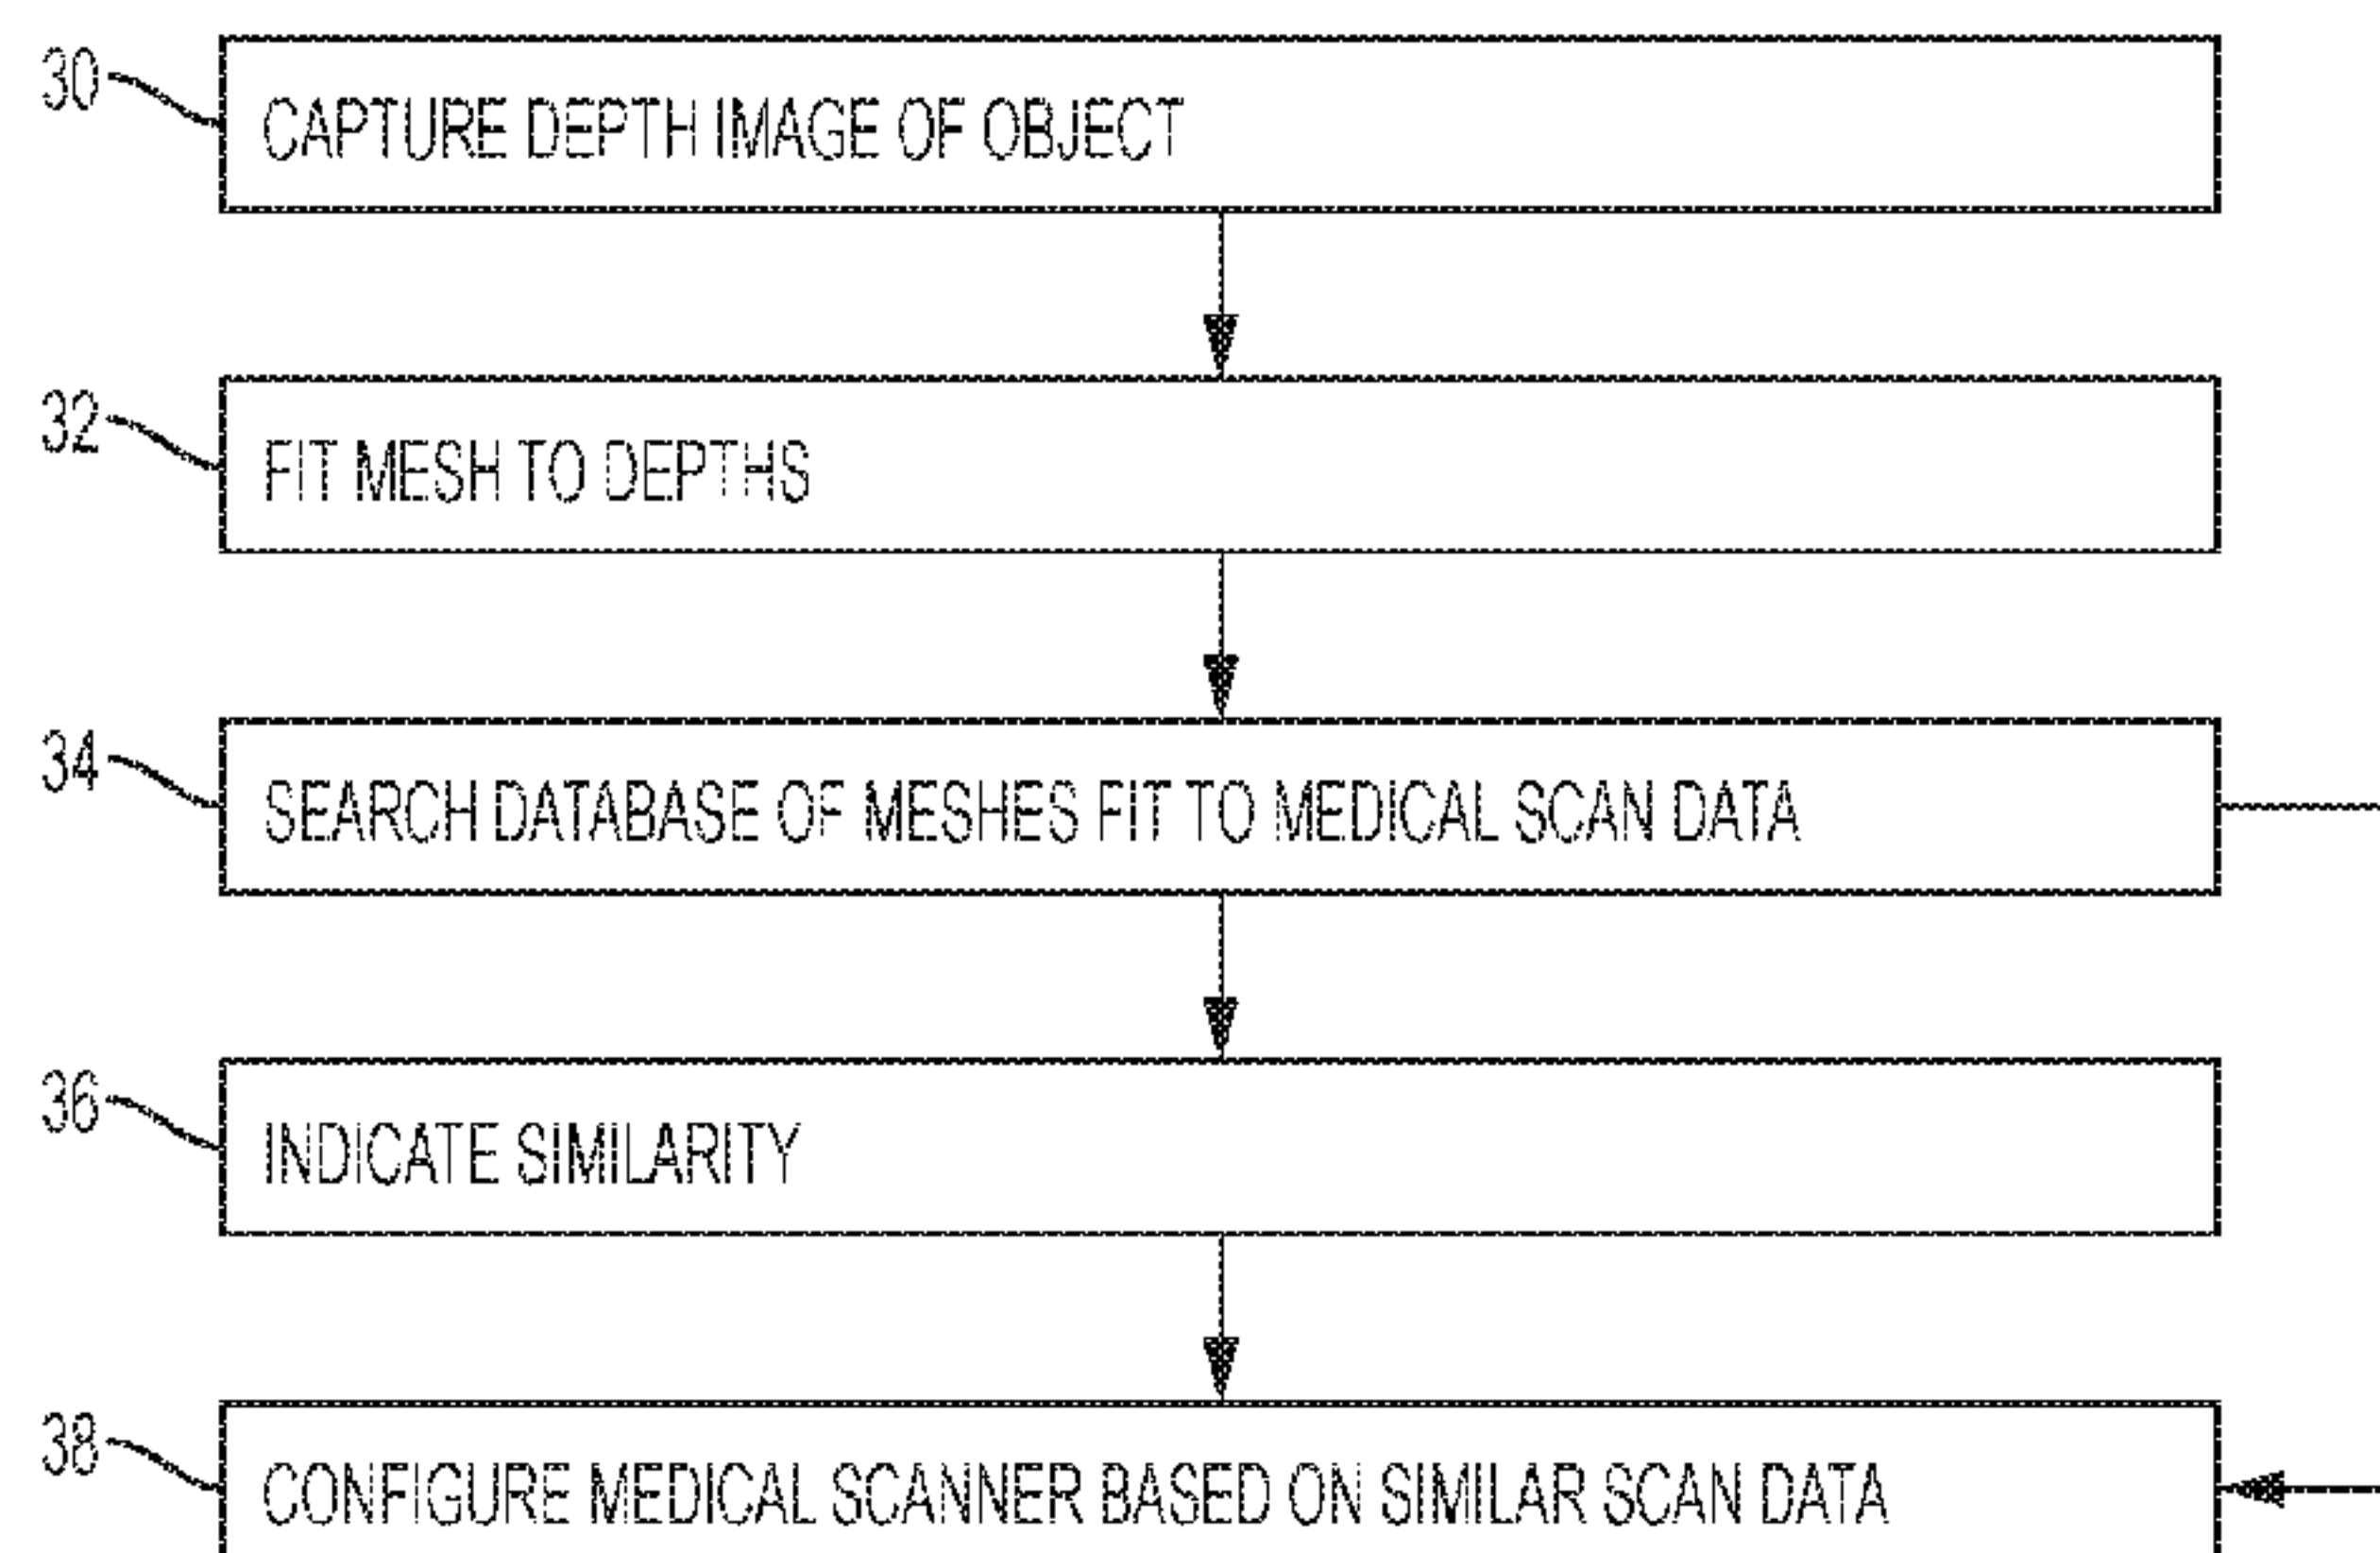 30
CAPTURE DEPTH IMAGE OF OBJECT
32
FIT MESH TO DEPTHS
34
SEARCH DATABASE OF MESHES FIT TO MEDICAL SCAN DATA
36
INDICATE SIMILARITY
38
CONFIGURE MEDICAL SCANNER BASED ON SIMILAR SCAN DATA